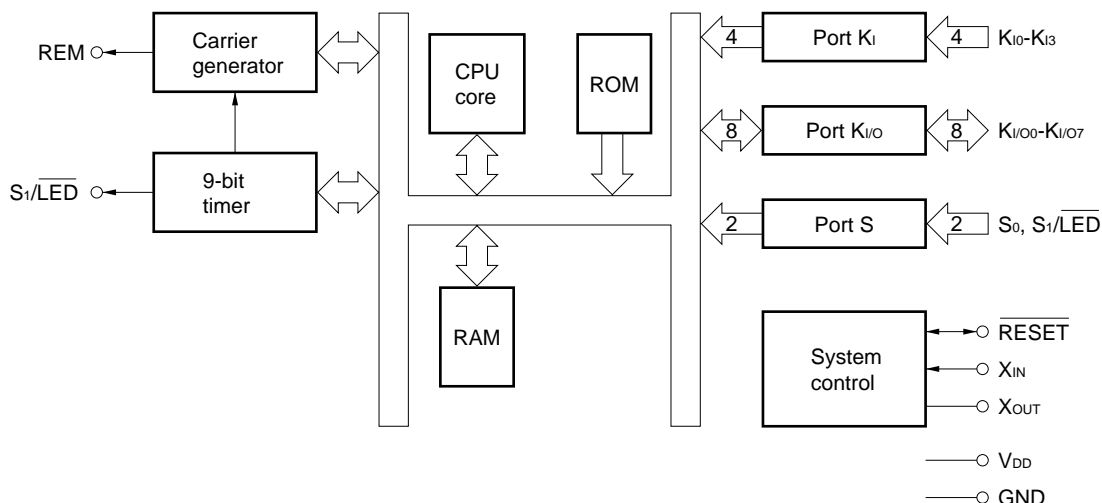 REM
Carrier
generator
S1/LED
9-bit
timer
CPU
core
ROM
RAM
4
Port KI
4
KI0-KI3
8
Port KI/O
8
KI/O0-KI/O7
2
Port S
2
S0, S1/LED
System
control
RESET
XIN
XOUT
VDD
GND